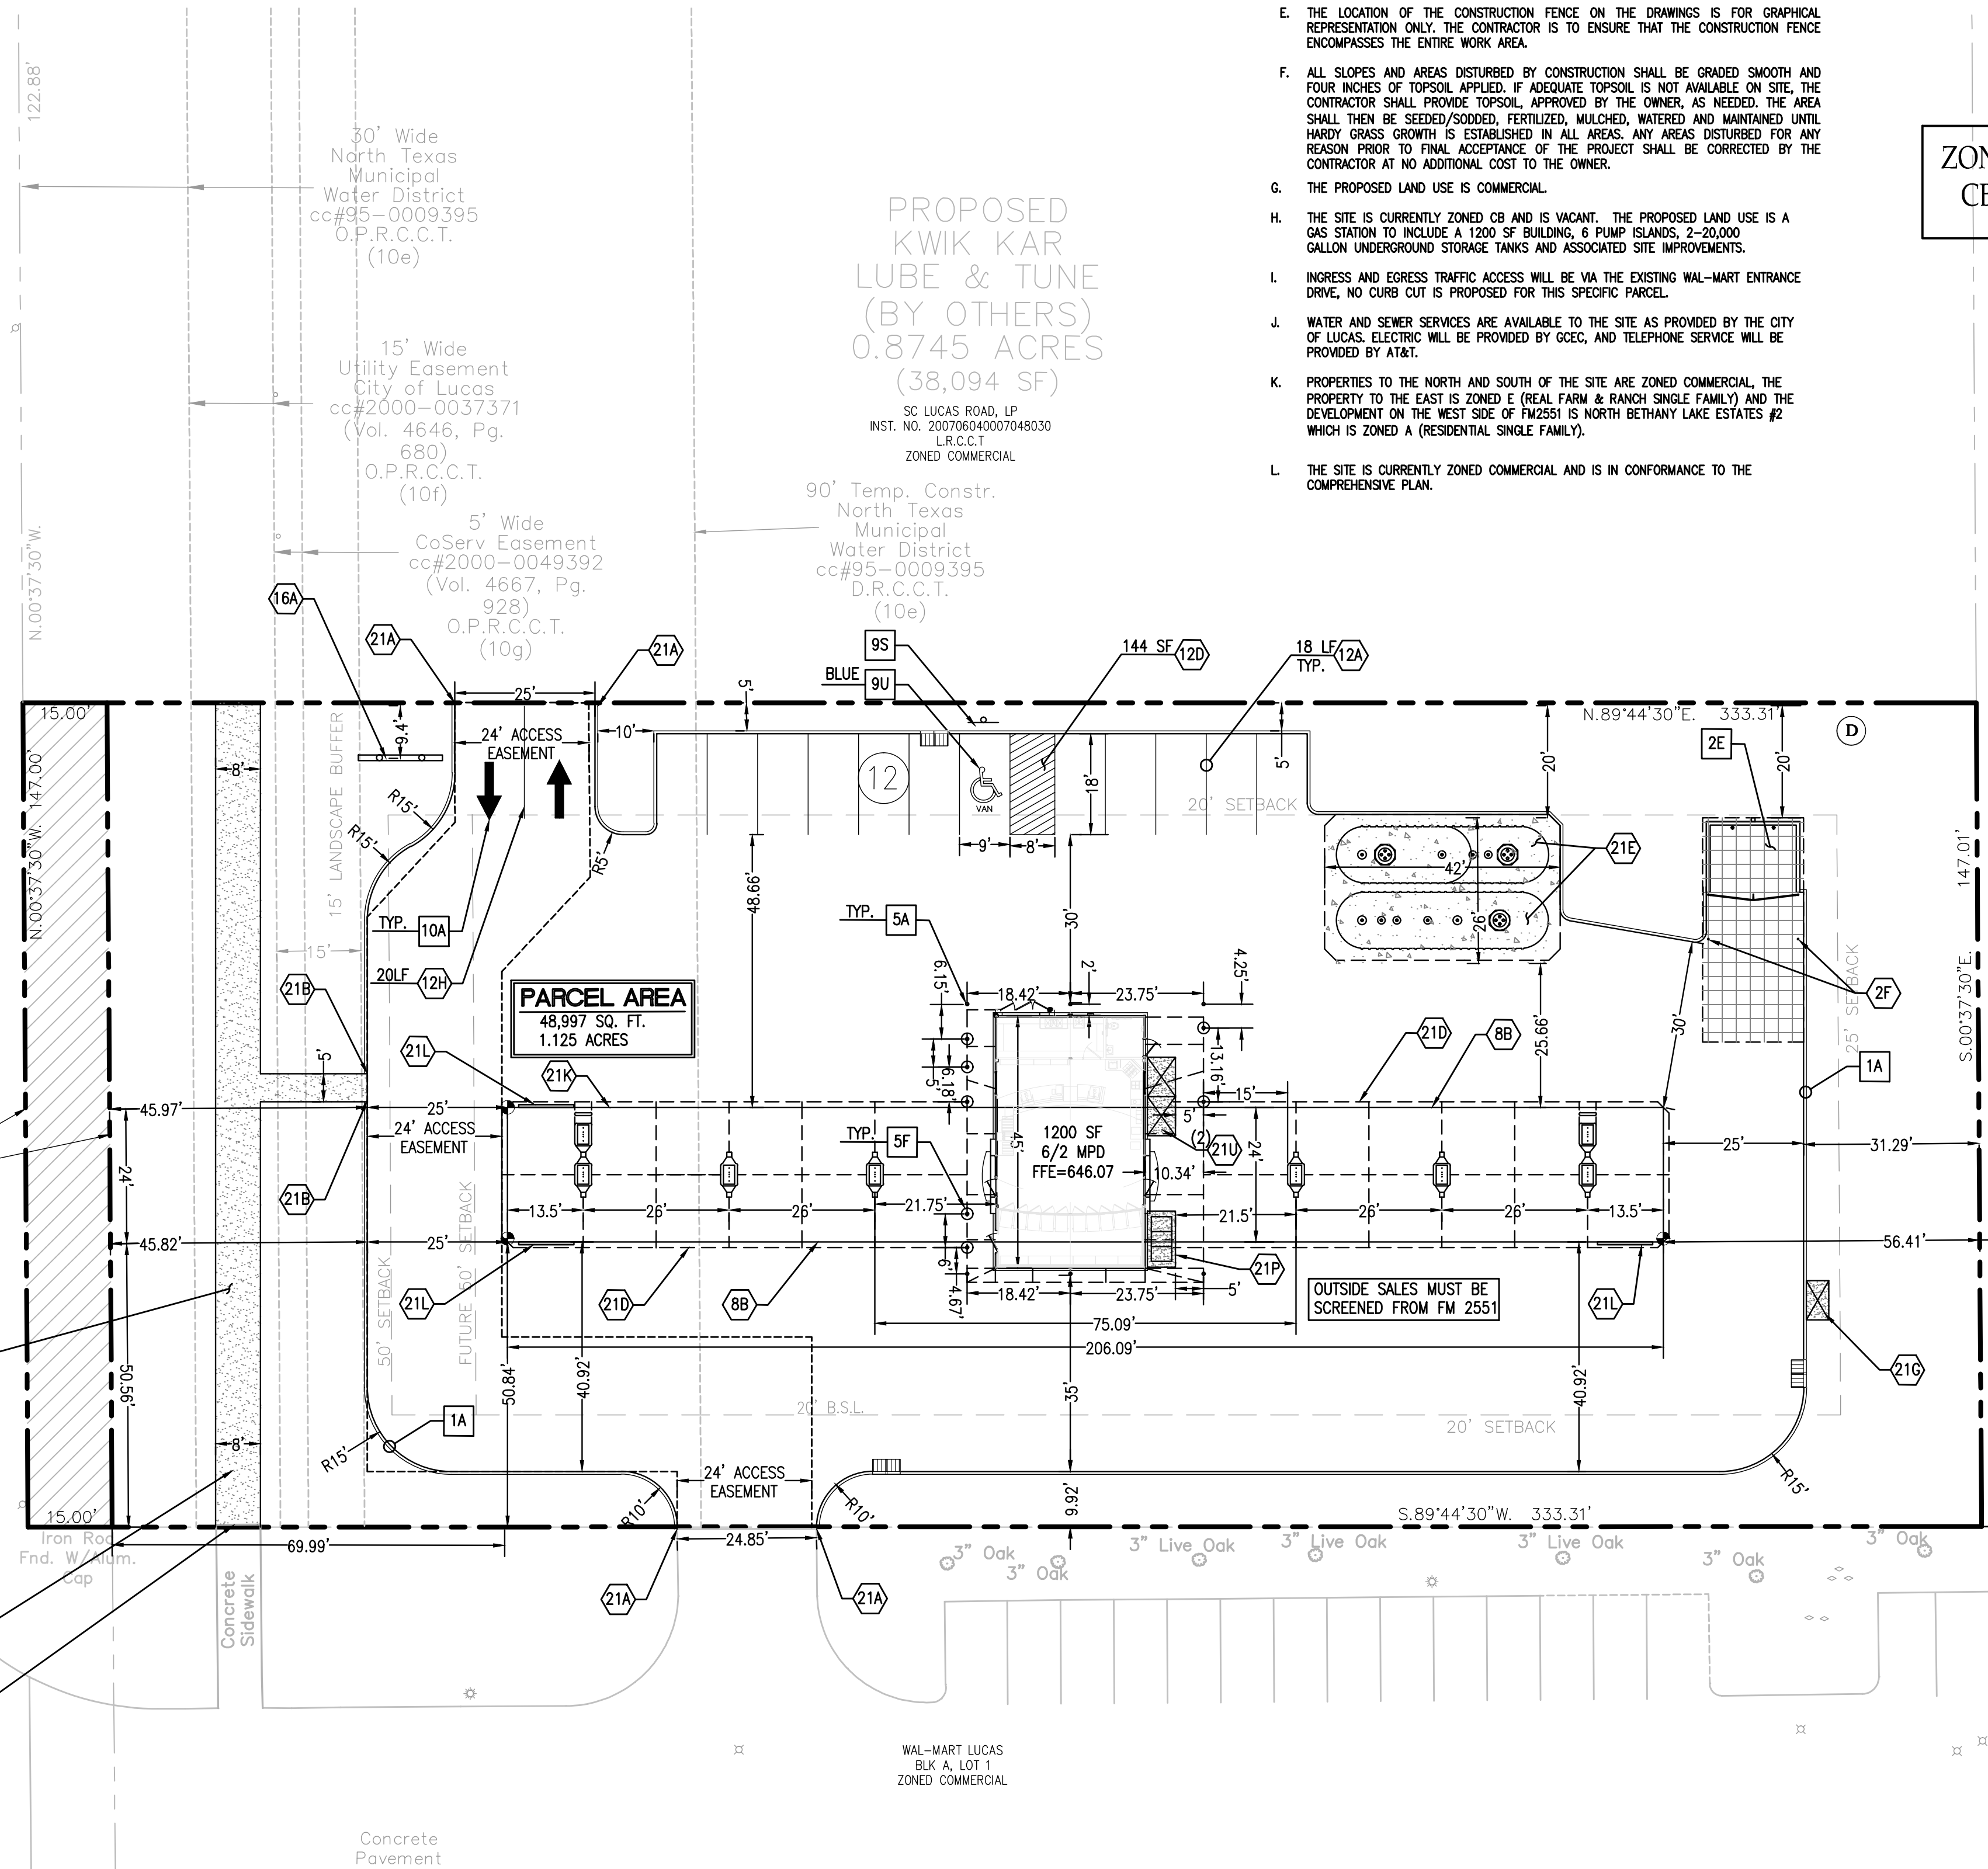 E. THE LOCATION OF THE CONSTRUCTION FENCE ON THE DRAWINGS IS FOR GRAPHICAL
REPRESENTATION ONLY. THE CONTRACTOR IS TO ENSURE THAT THE CONSTRUCTION FENCE
ENCOMPASSES THE ENTIRE WORK AREA.
F. ALL SLOPES AND AREAS DISTURBED BY CONSTRUCTION SHALL BE GRADED SMOOTH AND
FOUR INCHES OF TOPSOIL APPLIED. IF ADEQUATE TOPSOIL IS NOT AVAILABLE ON SITE, THE
CONTRACTOR SHALL PROVIDE TOPSOIL, APPROVED BY THE OWNER, AS NEEDED. THE AREA
SHALL THEN BE SEEDED/SODDED, FERTILIZED, MULCHED, WATERED AND MAINTAINED UNTIL
HARDY GRASS GROWTH IS ESTABLISHED IN ALL AREAS. ANY AREAS DISTURBED FOR ANY
REASON PRIOR TO FINAL ACCEPTANCE OF THE PROJECT SHALL BE CORRECTED BY THE
CONTRACTOR AT NO ADDITIONAL COST TO THE OWNER.
G. THE PROPOSED LAND USE IS COMMERCIAL.
H. THE SITE IS CURRENTLY ZONED CB AND IS VACANT. THE PROPOSED LAND USE IS A
GAS STATION TO INCLUDE A 1200 SF BUILDING, 6 PUMP ISLANDS, 2-20,000
GALLON UNDERGROUND STORAGE TANKS AND ASSOCIATED SITE IMPROVEMENTS.
I. INGRESS AND EGRESS TRAFFIC ACCESS WILL BE VIA THE EXISTING WAL-MART ENTRANCE
DRIVE, NO CURB CUT IS PROPOSED FOR THIS SPECIFIC PARCEL.
J. WATER AND SEWER SERVICES ARE AVAILABLE TO THE SITE AS PROVIDED BY THE CITY
OF LUCAS. ELECTRIC WILL BE PROVIDED BY GCEC, AND TELEPHONE SERVICE WILL BE
PROVIDED BY AT&T.
K. PROPERTIES TO THE NORTH AND SOUTH OF THE SITE ARE ZONED COMMERCIAL, THE
PROPERTY TO THE EAST IS ZONED E (REAL FARM & RANCH SINGLE FAMILY) AND THE
DEVELOPMENT ON THE WEST SIDE OF FM2551 IS NORTH BETHANY LAKE ESTATES #2
WHICH IS ZONED A (RESIDENTIAL SINGLE FAMILY).
L. THE SITE IS CURRENTLY ZONED COMMERCIAL AND IS IN CONFORMANCE TO THE
COMPREHENSIVE PLAN.
122.88'
N.00°37'30"W.
30' Wide
North Texas
Municipal
Water District
cc#95-0009395
O.P.R.C.C.T.
(10e)
15' Wide
Utility Easement
City of Lucas
cc#2000-0037371
(Vol. 4646, Pg.
680)
O.P.R.C.C.T.
(10f)
5' Wide
CoServ Easement
cc#2000-0049392
(Vol. 4667, Pg.
928)
O.P.R.C.C.T.
(10g)
PROPOSED
KWIK KAR
LUBE & TUNE
(BY OTHERS)
0.8745 ACRES
(38,094 SF)
SC LUCAS ROAD, LP
INST. NO. 200706040007048030
L.R.C.C.T
ZONED COMMERCIAL
90' Temp. Constr.
North Texas
Municipal
Water District
cc#95-0009395
D.R.C.C.T.
(10e)
16A
21A
21A
9S
BLUE 9U
144 SF 12D
18 LF 12A
TYP.
15.00'
25'
5'
N.89°44'30"E. 333.31'
D
2E
9.4'
24' ACCESS
EASEMENT
10'
12
VAN
18'
5'
20'
20'
8'
15' LANDSCAPE BUFFER
N.00°37'30"W. 147.00'
R15'
R15'
R5'
9'
8'
20' SETBACK
42'
26'
21E
147.01'
S.00°37'30"E.
48.66'
30'
TYP. 10A
15'
20LF 12H
TYP. 5A
21B
PARCEL AREA
48,997 SQ. FT.
1.125 ACRES
6.15'
18.42'
2'
23.75'
4.25'
25.66'
30'
2F
25' SETBACK
1A
21L
21K
5'
6.18'
13.16'
15'
5'
21D
8B
5'
45.97'
25'
24' ACCESS
EASEMENT
24'
TYP. 5F
45'
1200 SF
6/2 MPD
FFE=646.07
(2) 21U
10.34'
24'
25'
31.29'
21B
13.5'
26'
26'
21.75'
21.5'
26'
26'
13.5'
45.82'
25'
56.41'
50' SETBACK
FUTURE 60' SETBACK
21L
21D
8B
6'
4.67'
18.42'
23.75'
5'
21P
OUTSIDE SALES MUST BE
SCREENED FROM FM 2551
21L
21G
75.09'
206.09'
50.56'
50.84'
40.92'
35'
40.92'
20' B.S.L.
20' SETBACK
1A
8'
R15'
24' ACCESS
EASEMENT
R10'
R10'
9.92'
R15'
15.00'
S.89°44'30"W. 333.31'
Iron Rod
Fnd. W/Alum.
Cap
69.99'
24.85'
3" Oak
3" Oak
3" Live Oak
3" Live Oak
3" Live Oak
3" Oak
3" Oak
Concrete
Sidewalk
21A
21A
WAL-MART LUCAS
BLK A, LOT 1
ZONED COMMERCIAL
Concrete
Pavement